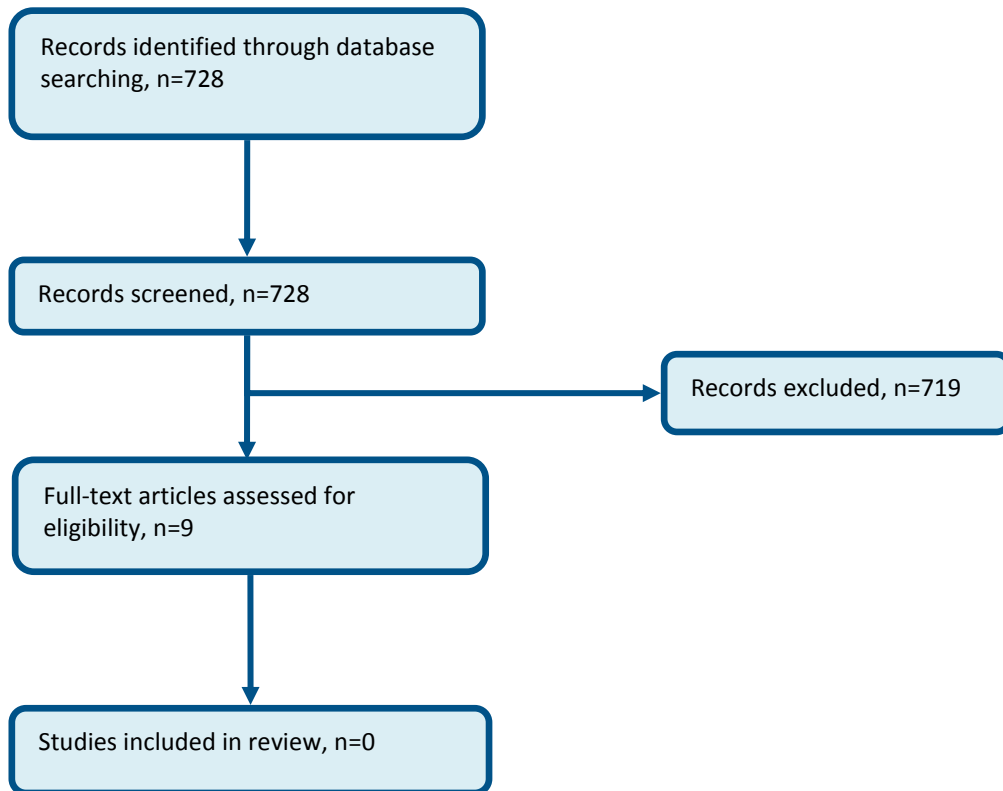 Records identified through database
searching, n=728
Records screened, n=728
Records excluded, n=719
Full-text articles assessed for
eligibility, n=9
Studies included in review, n=0